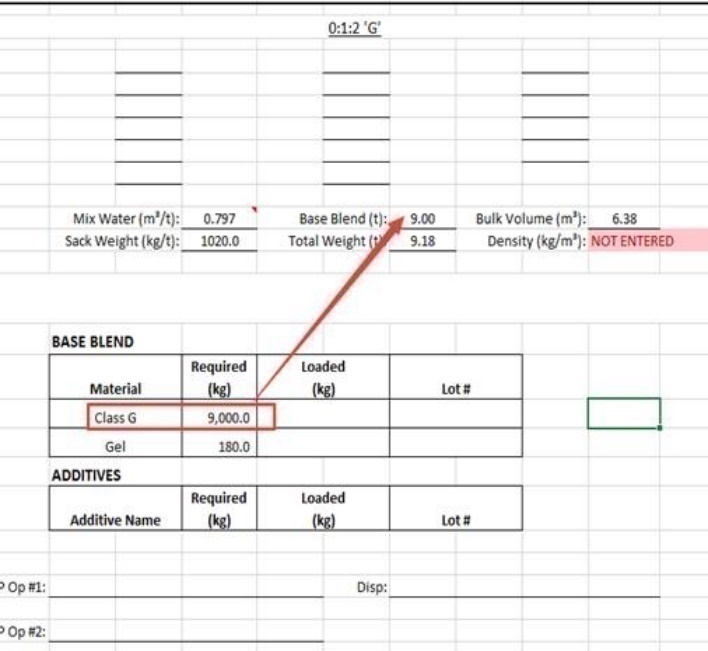 0:1:2 'G'
Mix Water (m³/t): 0.797 Base Blend (t): 9.00 Bulk Volume (m³): 6.38
Sack Weight (kg/t): 1020.0 Total Weight (t) 9.18 Density (kg/m³): NOT ENTERED
BASE BLEND
Required Loaded
Material (kg) (kg) Lot #
Class G 9,000.0
Gel 180.0
ADDITIVES
Required Loaded
Additive Name (kg) (kg) Lot #
P Op #1: Disp:
P Op #2: